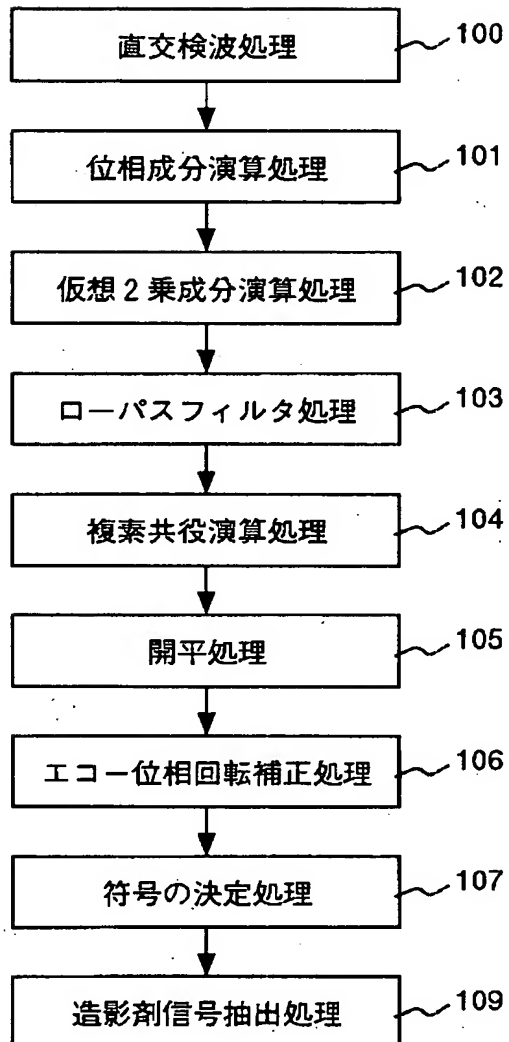 直交検波処理 100
位相成分演算処理 101
仮想2乗成分演算処理 102
ローパスフィルタ処理 103
複素共役演算処理 104
開平処理 105
エコー位相回転補正処理 106
符号の決定処理 107
造影剤信号抽出処理 109